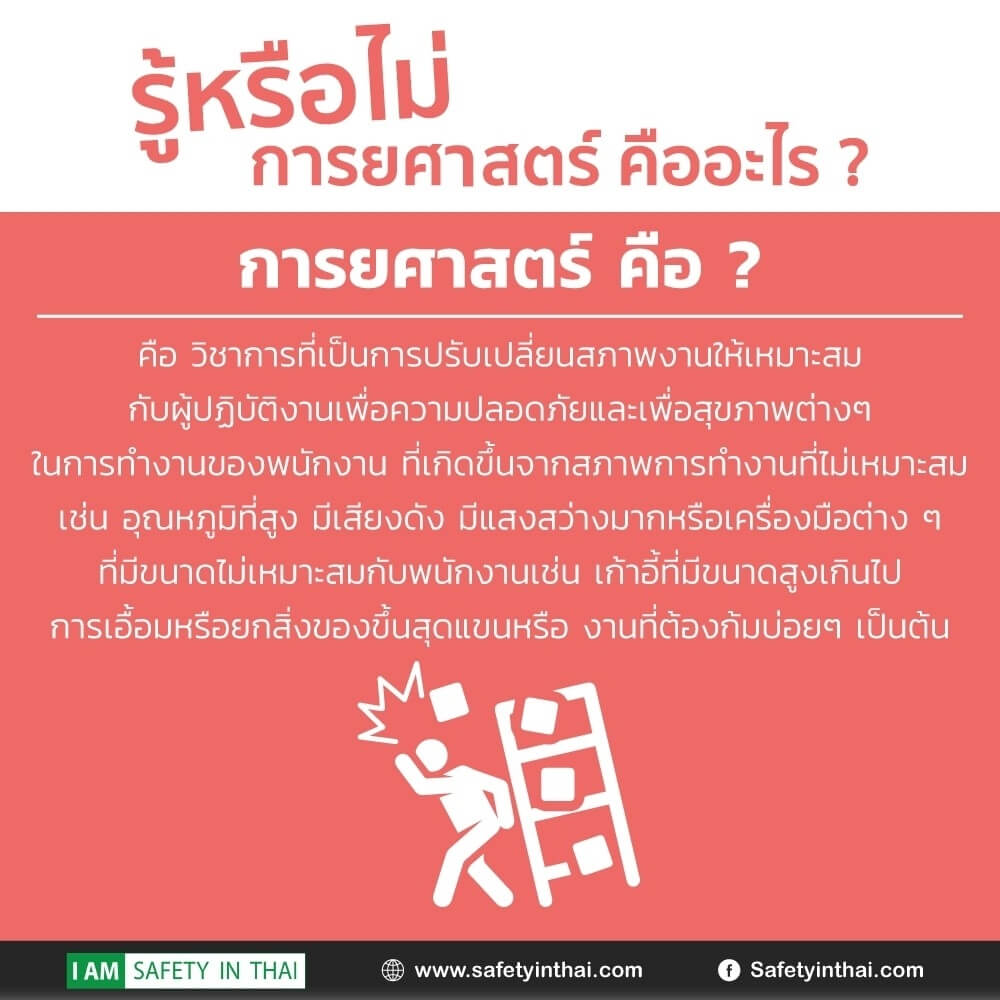 รู้หรือไม่
การยศาสตร์ คืออะไร ?
การยศาสตร์ คือ ?
คือ วิชาการที่เป็นการปรับเปลี่ยนสภาพงานให้เหมาะสม
กับผู้ปฏิบัติงานเพื่อความปลอดภัยและเพื่อสุขภาพต่างๆ
ในการทำงานของพนักงาน ที่เกิดขึ้นจากสภาพการทำงานที่ไม่เหมาะสม
เช่น อุณหภูมิที่สูง มีเสียงดัง มีแสงสว่างมากหรือเครื่องมือต่าง ๆ
ที่มีขนาดไม่เหมาะสมกับพนักงานเช่น เก้าอี้ที่มีขนาดสูงเกินไป
การเอื้อมหรือยกสิ่งของขึ้นสุดแขนหรือ งานที่ต้องก้มบ่อยๆ เป็นต้น
I AM SAFETY IN THAI www.safetyinthai.com Safetyinthai.com